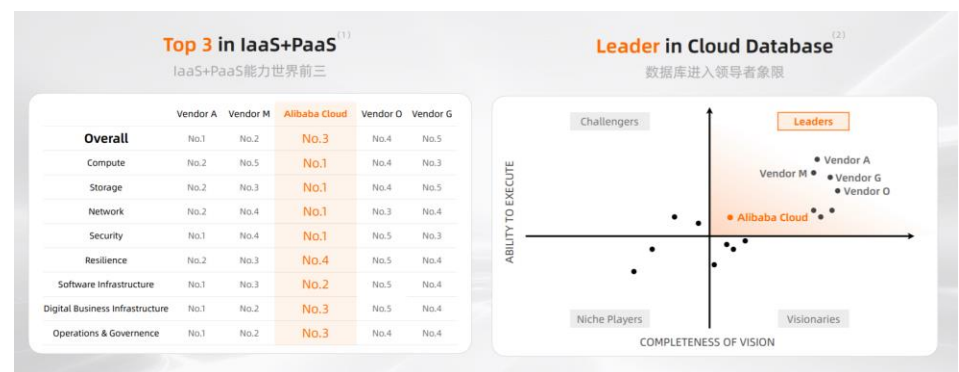 Top 3 in IaaS+PaaS(1)
IaaS+PaaS能力世界前三
Vendor A Vendor M Alibaba Cloud Vendor O Vendor G
Overall No.1 No.2 No.3 No.4 No.5
Compute No.2 No.5 No.1 No.4 No.3
Storage No.2 No.3 No.1 No.4 No.5
Network No.2 No.4 No.1 No.3 No.4
Security No.1 No.4 No.1 No.5 No.3
Resilience No.2 No.3 No.4 No.5 No.4
Software Infrastructure No.1 No.3 No.2 No.5 No.4
Digital Business Infrastructure No.1 No.2 No.3 No.5 No.4
Operations & Governence No.1 No.2 No.3 No.4 No.4
Leader in Cloud Database(2)
数据库进入领导者象限
Challengers
Leaders
Vendor A
Vendor M
Vendor G
Vendor O
Alibaba Cloud
ABILITY TO EXECUTE
Niche Players
Visionaries
COMPLETENESS OF VISION